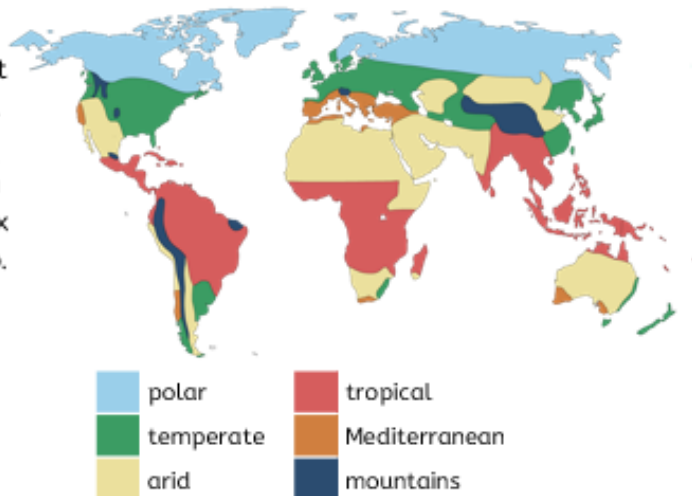 t
x
.
polar
tropical
temperate
Mediterranean
arid
mountains